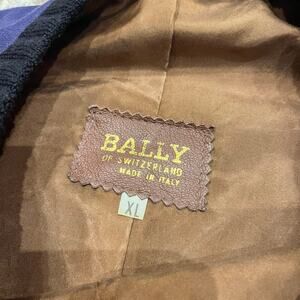 BALLY
OF SWITZERLAND
MADE IN ITALY
XL